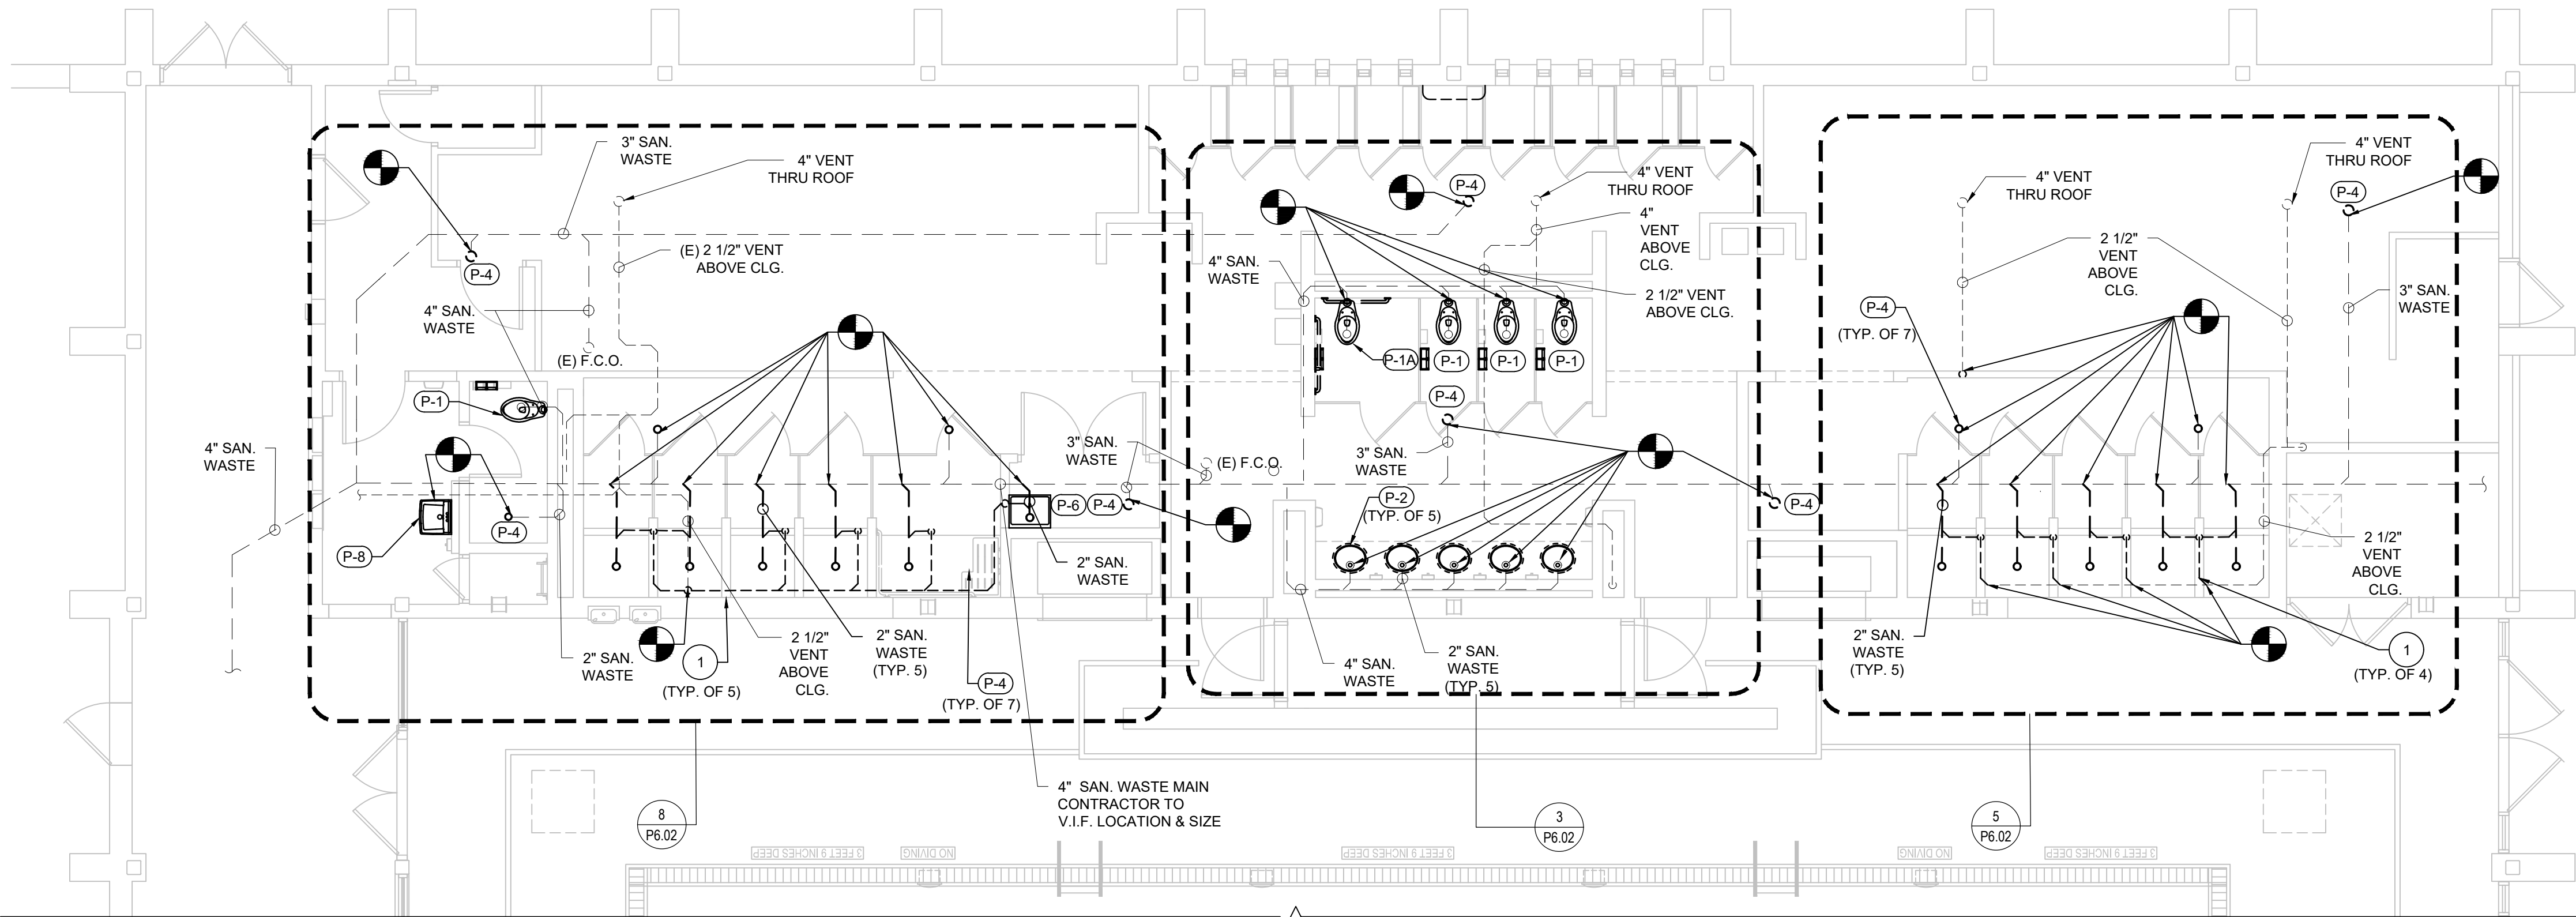 3" SAN.
WASTE
4" VENT
THRU ROOF
(E) 2 1/2" VENT
ABOVE CLG.
P-4
4" SAN.
WASTE
(E) F.C.O.
P-1
4" SAN.
WASTE
P-8
P-4
2" SAN.
WASTE
1
(TYP. OF 5)
2 1/2"
VENT
ABOVE
CLG.
2" SAN.
WASTE
(TYP. 5)
P-4
(TYP. OF 7)
P-6
P-4
3" SAN.
WASTE
2" SAN.
WASTE
(E) F.C.O.
4" SAN. WASTE MAIN
CONTRACTOR TO
V.I.F. LOCATION & SIZE
8
P6.02
P-4
4" VENT
THRU ROOF
4"
VENT
ABOVE
CLG.
4" SAN.
WASTE
2 1/2" VENT
ABOVE CLG.
P-1A
P-1
P-1
P-1
P-4
3" SAN.
WASTE
P-2
(TYP. OF 5)
P-4
4" SAN.
WASTE
2" SAN.
WASTE
(TYP. 5)
3
P6.02
4" VENT
THRU ROOF
4" VENT
THRU ROOF
P-4
2 1/2"
VENT
ABOVE
CLG.
3" SAN.
WASTE
P-4
(TYP. OF 7)
2" SAN.
WASTE
(TYP. 5)
2 1/2"
VENT
ABOVE
CLG.
1
(TYP. OF 4)
5
P6.02
3 FEET 9 INCHES DEEP
NO DIVING
3 FEET 9 INCHES DEEP
NO DIVING
3 FEET 9 INCHES DEEP